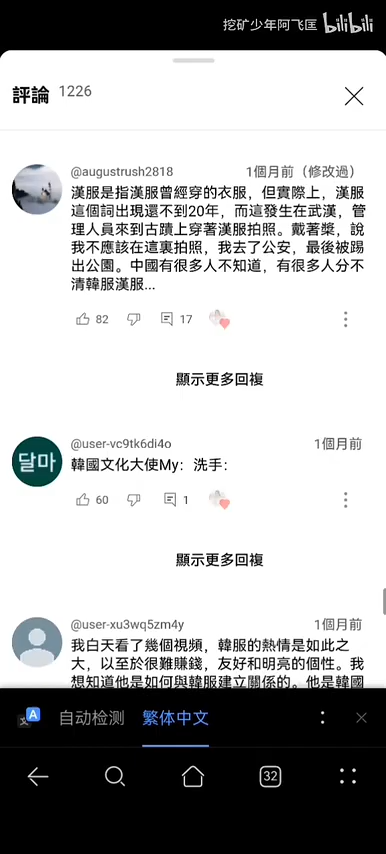 挖矿少年阿飞匡 bilibili
評論 1226
@augustrush2818 1個月前（修改過）
漢服是指漢服曾經穿的衣服，但實際上，漢服
這個詞出現還不到20年，而這發生在武漢，管
理人員來到古蹟上穿著漢服拍照。戴著槳，說
我不應該在這裏拍照，我去了公安，最後被踢
出公園。中國有很多人不知道，有很多人分不
清韓服漢服...
82 17
顯示更多回複
달마
@user-vc9tk6di4o 1個月前
韓國文化大使My：洗手：
60 1
顯示更多回複
@user-xu3wq5zm4y 1個月前
我白天看了幾個視頻，韓服的熱情是如此之
大，以至於很難賺錢，友好和明亮的個性。我
想知道他是如何與韓服建立關係的。他是韓國
文 A 自动检测 繁体中文
32